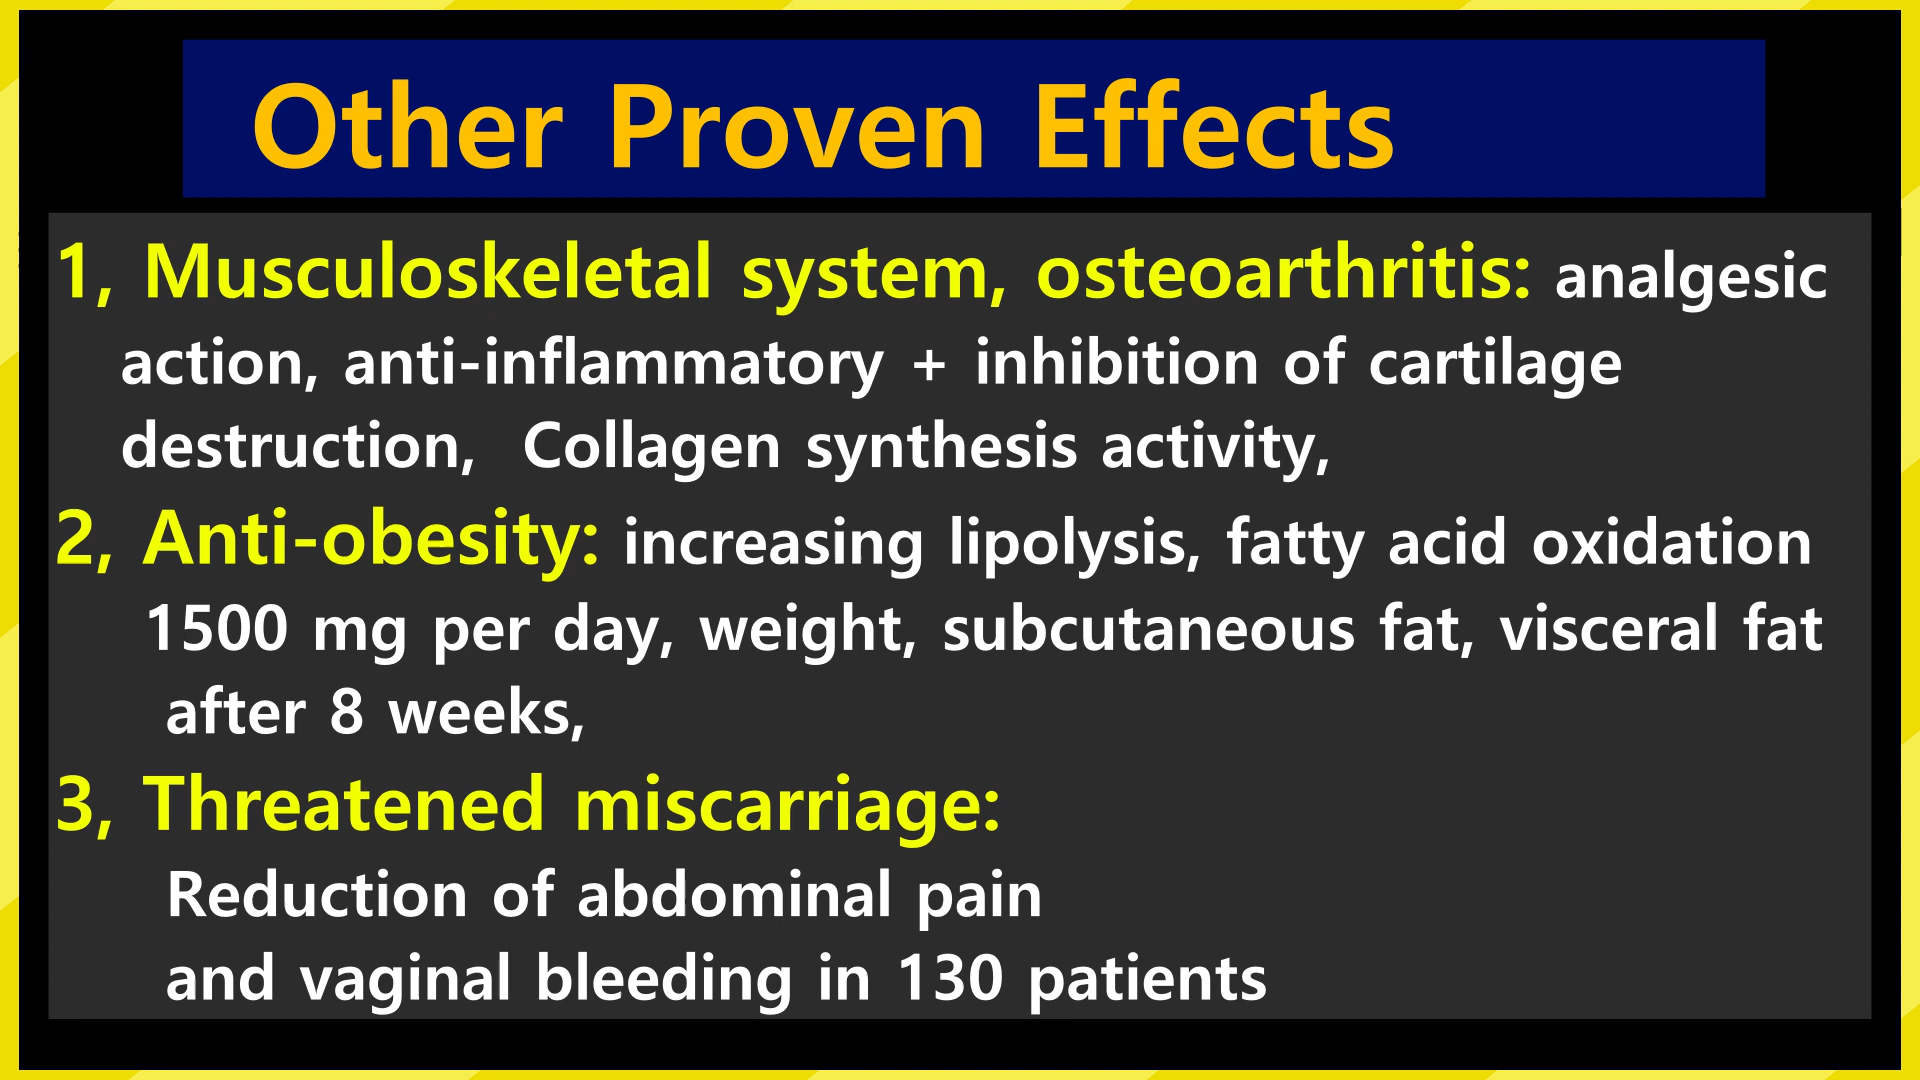 Other Proven Effects
1, Musculoskeletal system, osteoarthritis: analgesic
action, anti-inflammatory + inhibition of cartilage
destruction, Collagen synthesis activity,
2, Anti-obesity: increasing lipolysis, fatty acid oxidation
1500 mg per day, weight, subcutaneous fat, visceral fat
after 8 weeks,
3, Threatened miscarriage:
Reduction of abdominal pain
and vaginal bleeding in 130 patients